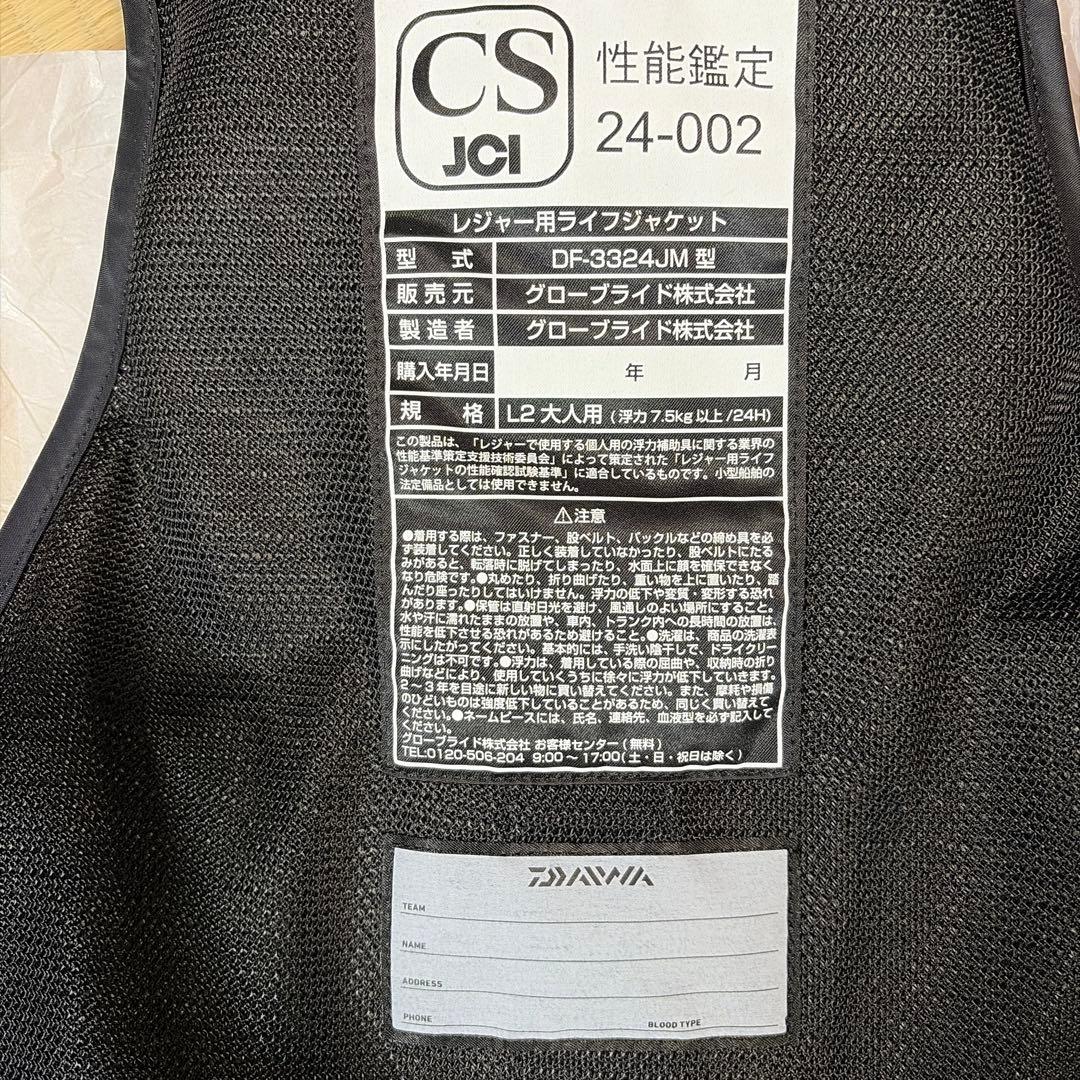 CS
JCI
性能鑑定
24-002
レジャー用ライフジャケット
型 式 DF-3324JM 型
販売元 グローブライド株式会社
製造者 グローブライド株式会社
購入年月日 年 月
規 格 L2 大人用 (浮力 7.5kg 以上 /24H)
この製品は、「レジャーで使用する個人用の浮力補助具に関する業界の
性能基準策定支援技術委員会」によって策定された「レジャー用ライフ
ジャケットの性能確認試験基準」に適合しているものです。小型船舶の
法定備品としては使用できません。
⚠注意
●着用する際は、ファスナー、股ベルト、バックルなどの締め具を必
ず装着してください。正しく装着していなかったり、股ベルトにたる
みがあると、転落時に脱げてしまったり、水面上に顔を確保できなく
なり危険です。●丸めたり、折り曲げたり、重い物を上に置いたり、踏
んだり座ったりしてはいけません。浮力の低下や変質・変形する恐れ
があります。●保管は直射日光を避け、風通しのよい場所にすること。
水や汗に濡れたままの放置や、車内、トランク内への長時間の放置は、
性能を低下させる恐れがあるため避けること。●洗濯は、商品の洗濯表
示にしたがってください。基本的には、手洗い陰干しで、ドライクリー
ニングは不可です。●浮力は、着用している際の屈曲や、収納時の折り
曲げなどにより、使用していくうちに徐々に浮力が低下していきます。
2～3年を目途に新しい物に買い替えてください。また、摩耗や損傷
のひどいものは強度低下していることがあるため、同じく買い替えて
ください。●ネームピースには、氏名、連絡先、血液型を必ず記入して
ください。
グローブライド株式会社 お客様センター(無料)
TEL:0120-506-204 9:00～17:00(土・日・祝日は除く)
DAIWA
TEAM
NAME
ADDRESS
PHONE BLOOD TYPE